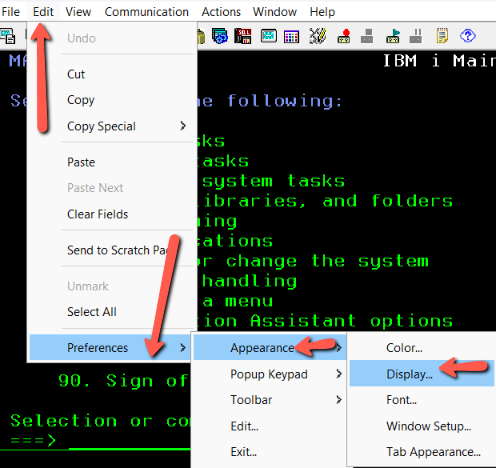 File Edit View Communication Actions Window Help
MA IBM i Mai
Undo
Se e following:
Cut
Copy
sks
Copy Special
asks
system tasks
Paste
ibraries, and folders
Paste Next
ing
Clear Fields
cations
or change the system
Send to Scratch Pad
handling
Unmark
a menu
Select All
ion Assistant options
Preferences Appearance Color...
90. Sign of Popup Keypad Display...
Toolbar Font...
Selection or co Edit... Window Setup...
===> Exit... Tab Appearance...